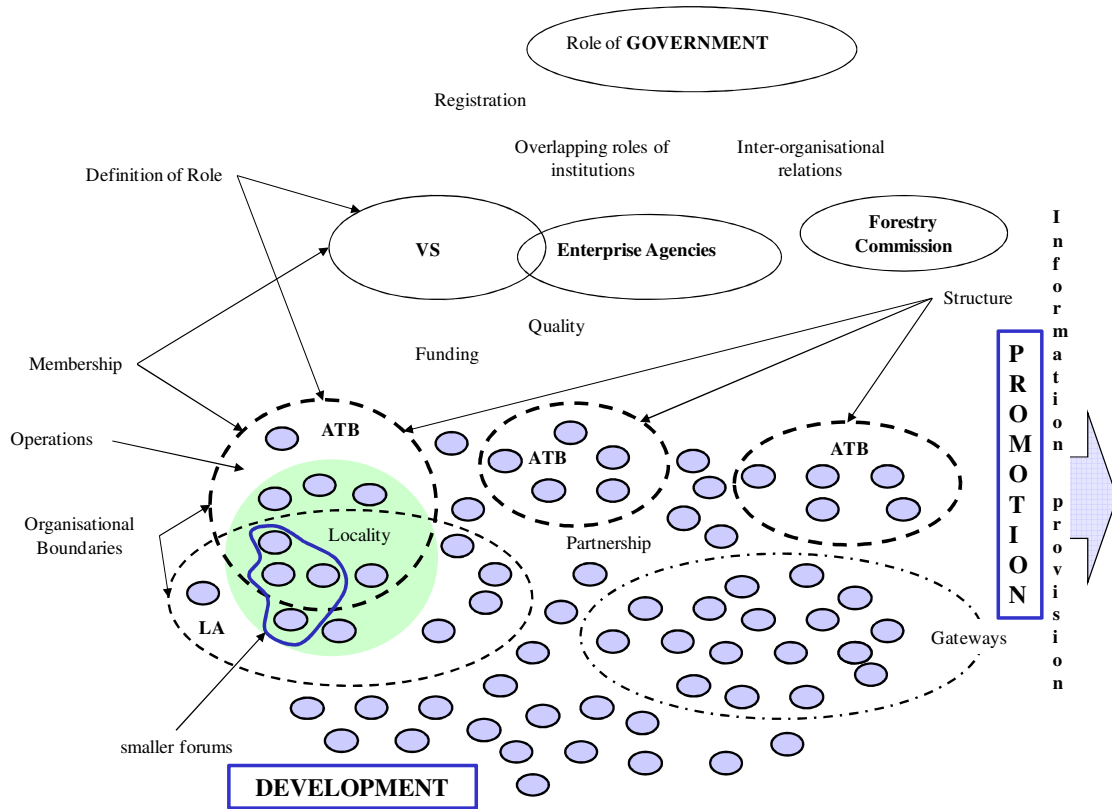 Role of GOVERNMENT
Registration
Overlapping roles of
institutions
Inter-organisational
relations
Definition of Role
VS
Enterprise Agencies
Forestry
Commission
Information provision
Structure
Quality
Funding
PROMOTION
Membership
Operations
ATB
ATB
ATB
Organisational
Boundaries
Locality
Partnership
LA
Gateways
smaller forums
DEVELOPMENT